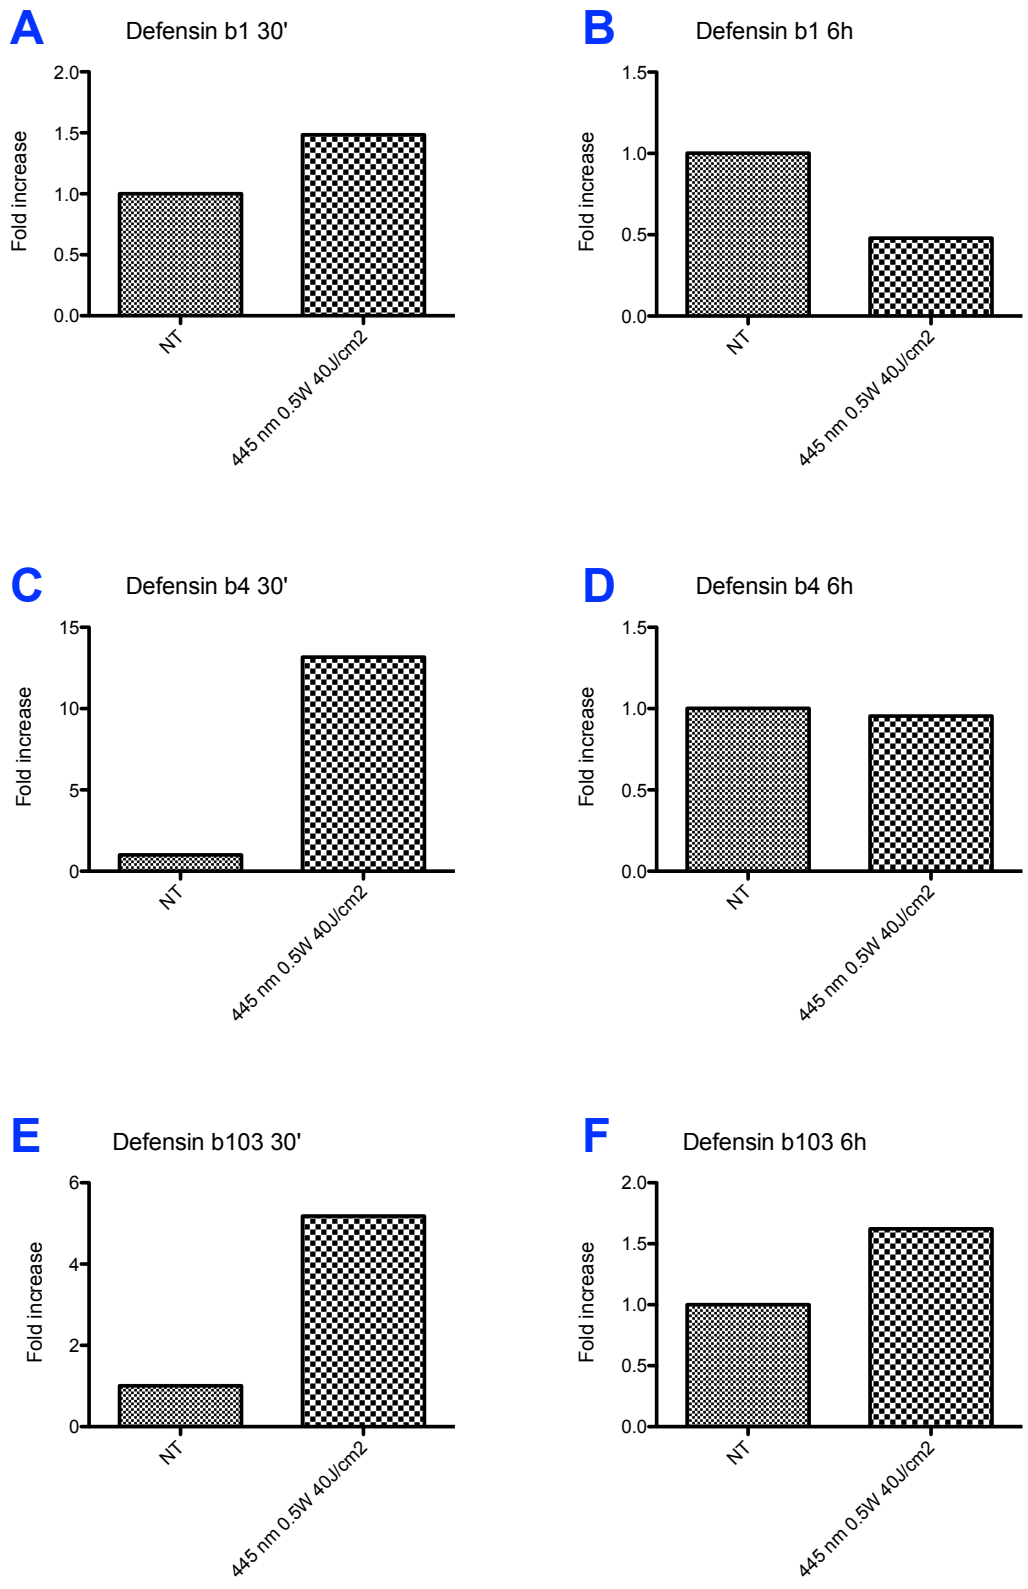 A
Defensin b1 30'
2.0
1.5
1.0
0.5
0.0
Fold increase
NT
445 nm 0.5W 40J/cm2
B
Defensin b1 6h
1.5
1.0
0.5
0.0
Fold increase
NT
445 nm 0.5W 40J/cm2
C
Defensin b4 30'
15
10
5
0
Fold increase
NT
445 nm 0.5W 40J/cm2
D
Defensin b4 6h
1.5
1.0
0.5
0.0
Fold increase
NT
445 nm 0.5W 40J/cm2
E
Defensin b103 30'
6
4
2
0
Fold increase
NT
445 nm 0.5W 40J/cm2
F
Defensin b103 6h
2.0
1.5
1.0
0.5
0.0
Fold increase
NT
445 nm 0.5W 40J/cm2